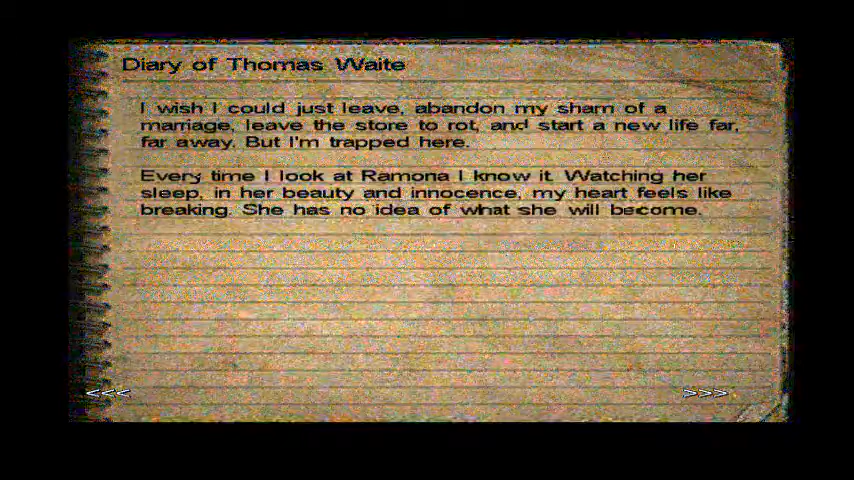 Diary of Thomas Waite
I wish I could just leave, abandon my sham of a
marriage, leave the store to rot, and start a new life far,
far away. But I'm trapped here.
Every time I look at Ramona I know it. Watching her
sleep, in her beauty and innocence, my heart feels like
breaking. She has no idea of what she will become.
<<< >>>